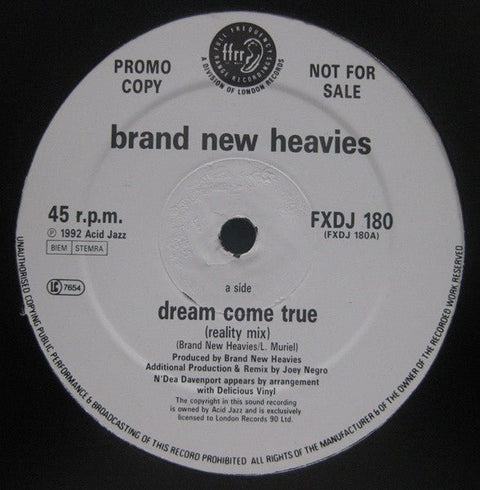 FULL FREQUENCY
ffrr
RANGE RECORDINGS
A DIVISION OF LONDON RECORDS
PROMO
COPY
NOT FOR
SALE
brand new heavies
45 r.p.m.
℗ 1992 Acid Jazz
BIEM STEMRA
LC 7654
FXDJ 180
(FXDJ 180A)
a side
dream come true
(reality mix)
(Brand New Heavies/L. Muriel)
Produced by Brand New Heavies
Additional Production & Remix by Joey Negro
N'Dea Davenport appears by arrangement
with Delicious Vinyl
The copyright in this sound recording
is owned by Acid Jazz and is exclusively
licensed to London Records 90 Ltd.
UNAUTHORISED COPYING PUBLIC PERFORMANCE & BROADCASTING OF THIS RECORD PROHIBITED ALL RIGHTS OF THE MANUFACTURER & OF THE OWNER OF THE RECORDED WORK RESERVED